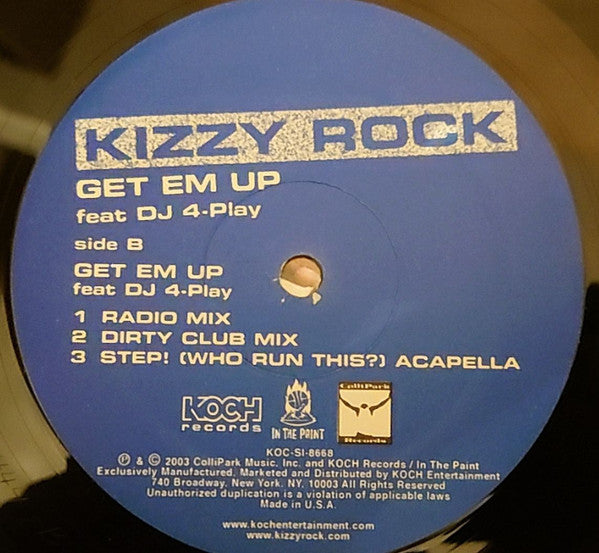 KIZZY ROCK
GET EM UP
feat DJ 4-Play
side B
GET EM UP
feat DJ 4-Play
1 RADIO MIX
2 DIRTY CLUB MIX
3 STEP! (WHO RUN THIS?) ACAPELLA
KOCH
records
IN THE PAINT
ColliPark
Records
KOC-SI-8668
℗ & © 2003 ColliPark Music, Inc. and KOCH Records / In The Paint
Exclusively Manufactured, Marketed and Distributed by KOCH Entertainment
740 Broadway, New York, NY, 10003 All Rights Reserved
Unauthorized duplication is a violation of applicable laws
Made in U.S.A.
www.kochentertainment.com
www.kizzyrock.com